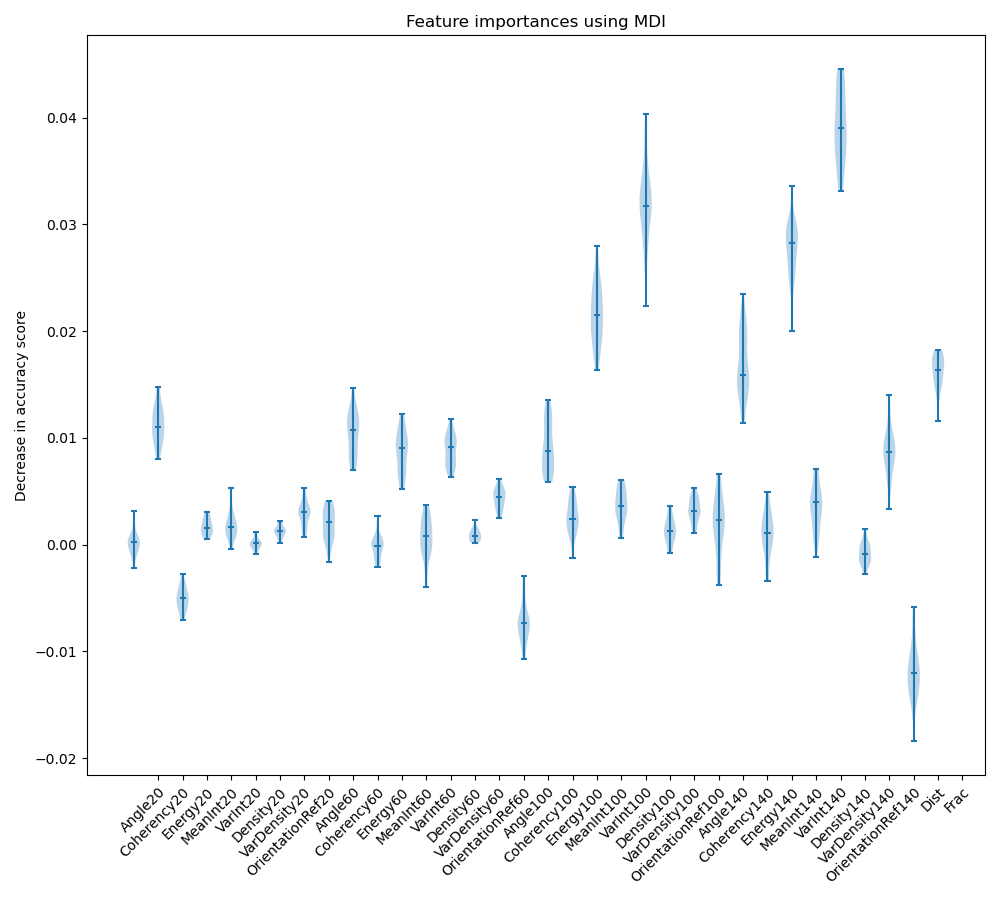 Feature importances using MDI
Decrease in accuracy score
0.04
0.03
0.02
0.01
0.00
−0.01
−0.02
Angle20
Coherency20
Energy20
MeanInt20
VarInt20
Density20
VarDensity20
OrientationRef20
Angle60
Coherency60
Energy60
MeanInt60
VarInt60
Density60
VarDensity60
OrientationRef60
Angle100
Coherency100
Energy100
MeanInt100
VarInt100
Density100
VarDensity100
OrientationRef100
Angle140
Coherency140
Energy140
MeanInt140
VarInt140
Density140
VarDensity140
OrientationRef140
Dist
Frac